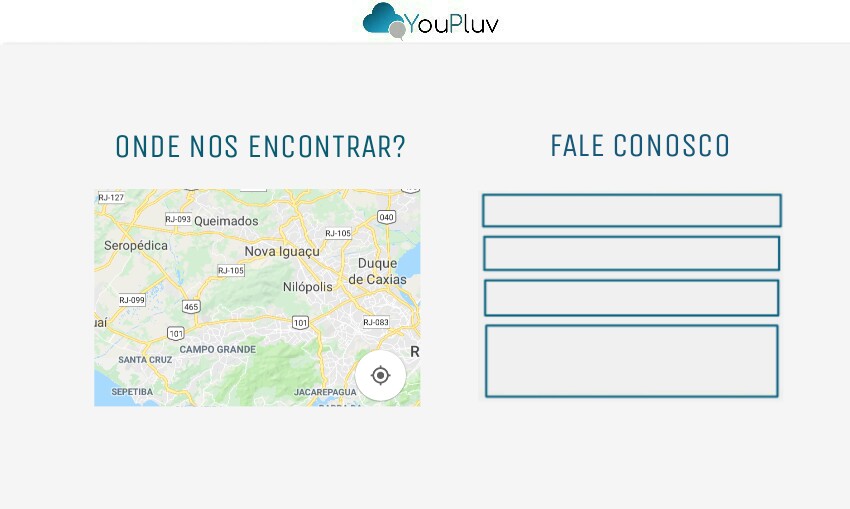 YouPluv
ONDE NOS ENCONTRAR?
RJ-127
RJ-093
Queimados
040
Seropédica
RJ-105
Nova Iguaçu
RJ-105
Duque
de Caxias
Nilópolis
RJ-099
465
uaí
101
101
RJ-083
CAMPO GRANDE
R
SANTA CRUZ
SEPETIBA
JACAREPAGUA
FALE CONOSCO